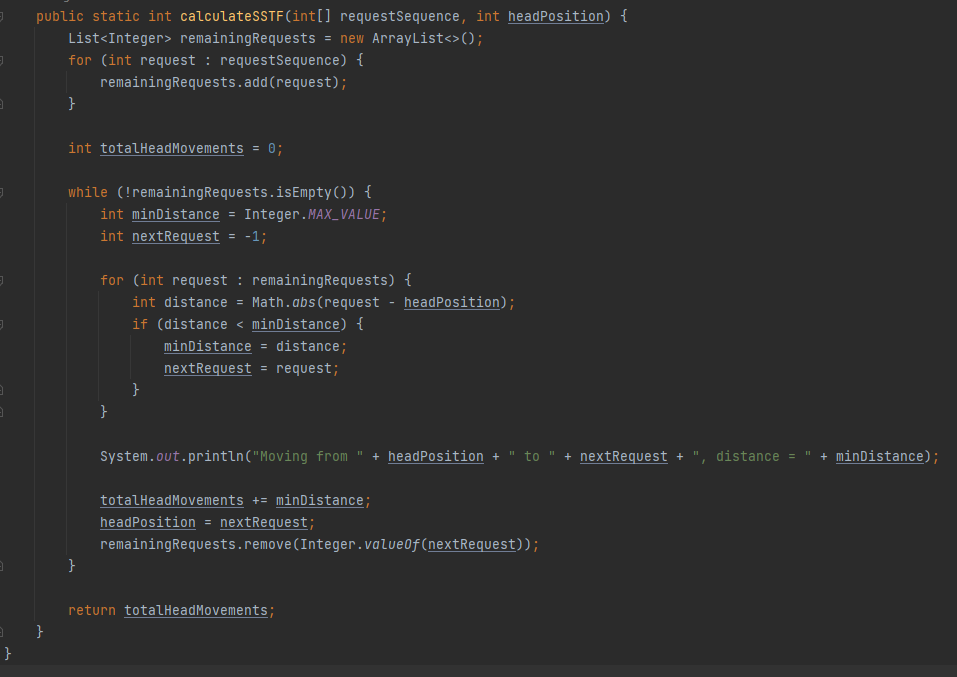 public static int calculateSSTF(int[] requestSequence, int headPosition) {
    List<Integer> remainingRequests = new ArrayList<>();
    for (int request : requestSequence) {
        remainingRequests.add(request);
    }

    int totalHeadMovements = 0;

    while (!remainingRequests.isEmpty()) {
        int minDistance = Integer.MAX_VALUE;
        int nextRequest = -1;

        for (int request : remainingRequests) {
            int distance = Math.abs(request - headPosition);
            if (distance < minDistance) {
                minDistance = distance;
                nextRequest = request;
            }
        }

        System.out.println("Moving from " + headPosition + " to " + nextRequest + ", distance = " + minDistance);

        totalHeadMovements += minDistance;
        headPosition = nextRequest;
        remainingRequests.remove(Integer.valueOf(nextRequest));
    }

    return totalHeadMovements;
}
}